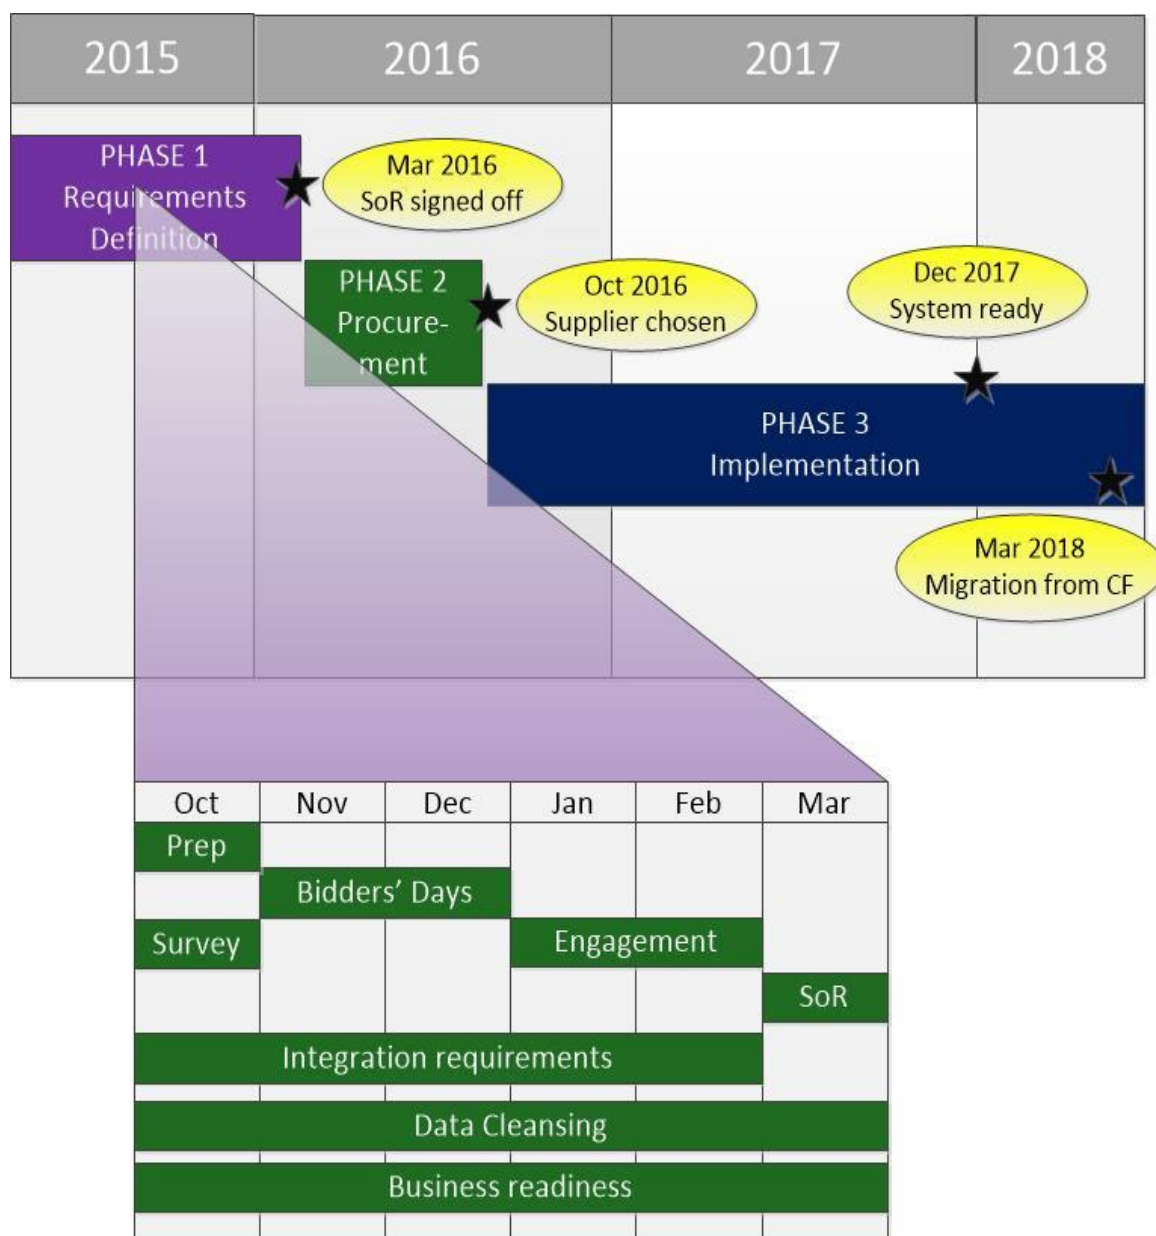 2015 2016 2017 2018
PHASE 1
Requirements
Definition
Mar 2016
SoR signed off
PHASE 2
Procure-
ment
Oct 2016
Supplier chosen
Dec 2017
System ready
PHASE 3
Implementation
Mar 2018
Migration from CF
Oct Nov Dec Jan Feb Mar
Prep
Bidders’ Days
Survey Engagement
SoR
Integration requirements
Data Cleansing
Business readiness